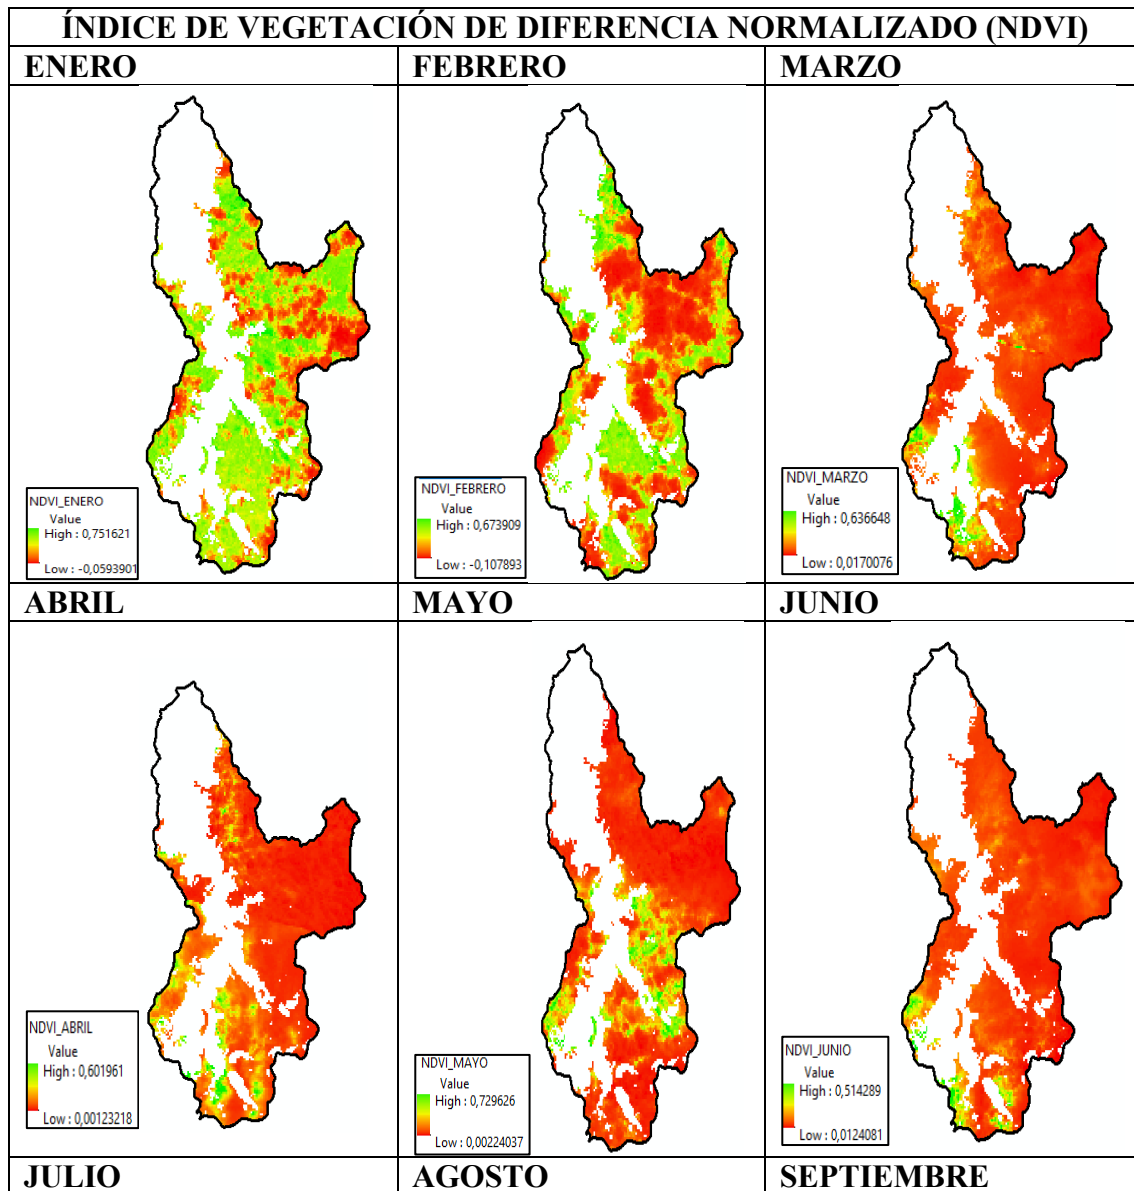 ÍNDICE DE VEGETACIÓN DE DIFERENCIA NORMALIZADO (NDVI)
ENERO
FEBRERO
MARZO
NDVI_ENERO
Value
High : 0,751621
Low : -0,0593901
NDVI_FEBRERO
Value
High : 0,673909
Low : -0,107893
NDVI_MARZO
Value
High : 0,636648
Low : 0,0170076
ABRIL
MAYO
JUNIO
NDVI_ABRIL
Value
High : 0,601961
Low : 0,00123218
NDVI_MAYO
Value
High : 0,729626
Low : 0,00224037
NDVI_JUNIO
Value
High : 0,514289
Low : 0,0124081
JULIO
AGOSTO
SEPTIEMBRE